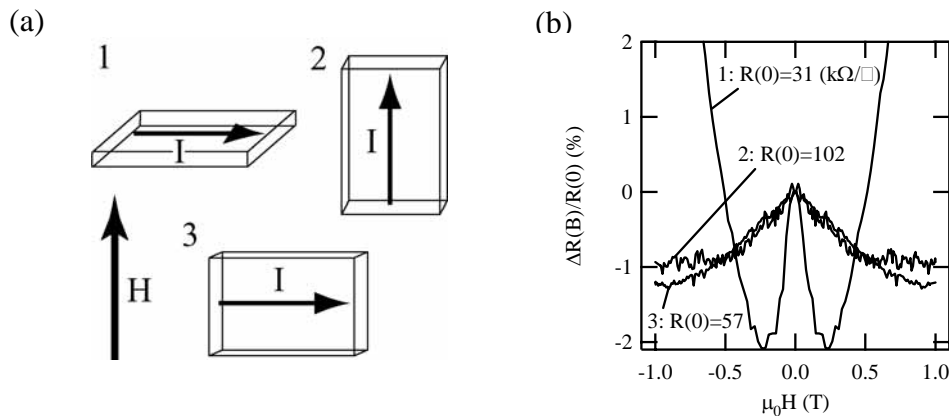 (a)
1
I
2
I
3
I
H
(b)
ΔR(B)/R(0) (%)
2
1
0
-1
-2
1: R(0)=31 (kΩ/□)
2: R(0)=102
3: R(0)=57
-1.0 -0.5 0.0 0.5 1.0
μ₀H (T)